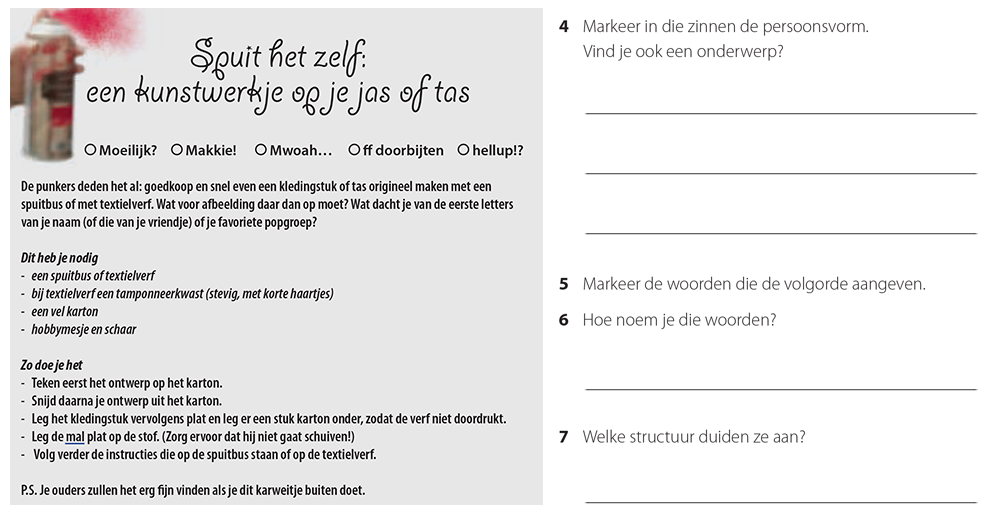 Spuit het zelf:
een kunstwerkje op je jas of tas
O Moeilijk? O Makkie! O Mwoah… O ff doorbijten O hellup!?
De punkers deden het al: goedkoop en snel even een kledingstuk of tas origineel maken met een
spuitbus of met textielverf. Wat voor afbeelding daar dan op moet? Wat dacht je van de eerste letters
van je naam (of die van je vriendje) of je favoriete popgroep?
Dit heb je nodig
- een spuitbus of textielverf
- bij textielverf een tamponneerkwast (stevig, met korte haartjes)
- een vel karton
- hobbymesje en schaar
Zo doe je het
- Teken eerst het ontwerp op het karton.
- Snijd daarna je ontwerp uit het karton.
- Leg het kledingstuk vervolgens plat en leg er een stuk karton onder, zodat de verf niet doordrukt.
- Leg de mal plat op de stof. (Zorg ervoor dat hij niet gaat schuiven!)
- Volg verder de instructies die op de spuitbus staan of op de textielverf.
P.S. Je ouders zullen het erg fijn vinden als je dit karweitje buiten doet.
4 Markeer in die zinnen de persoonsvorm.
Vind je ook een onderwerp?
5 Markeer de woorden die de volgorde aangeven.
6 Hoe noem je die woorden?
7 Welke structuur duiden ze aan?